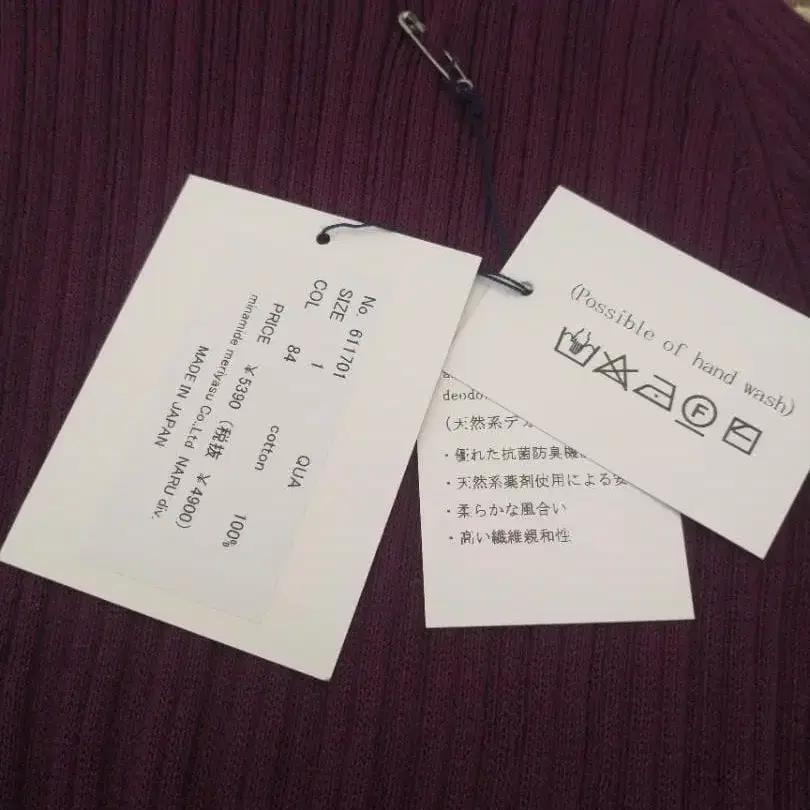 No. 611701
SIZE 1
COL 84
QUA
cotton 100%
PRICE ¥5390 (税抜 ¥4900)
minamide meriyasu Co.,Ltd NARU div.
MADE IN JAPAN
(Possible of hand wash)
F
deodo
(天然系デ
・優れた抗菌防臭機
・天然系薬剤使用による安
・柔らかな風合い
・高い繊維親和性